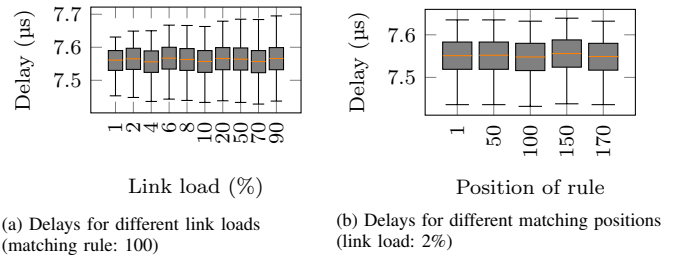 7.7
7.6
7.5
Delay (µs)
1 2 4 6 8 10 20 50 70 90
Link load (%)
(a) Delays for different link loads
(matching rule: 100)
7.6
7.5
Delay (µs)
1 50 100 150 170
Position of rule
(b) Delays for different matching positions
(link load: 2%)